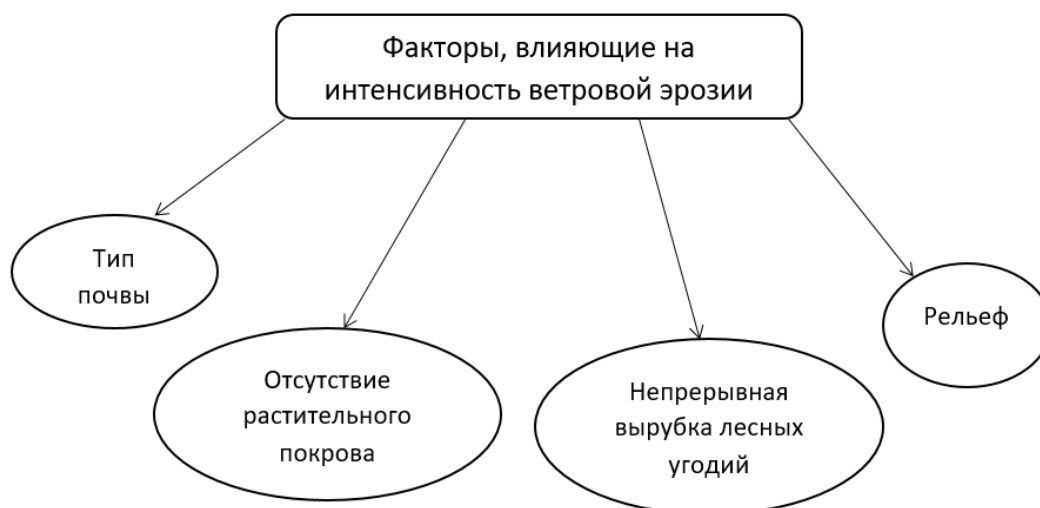 Факторы, влияющие на
интенсивность ветровой эрозии
Тип
почвы
Отсутствие
растительного
покрова
Непрерывная
вырубка лесных
угодий
Рельеф